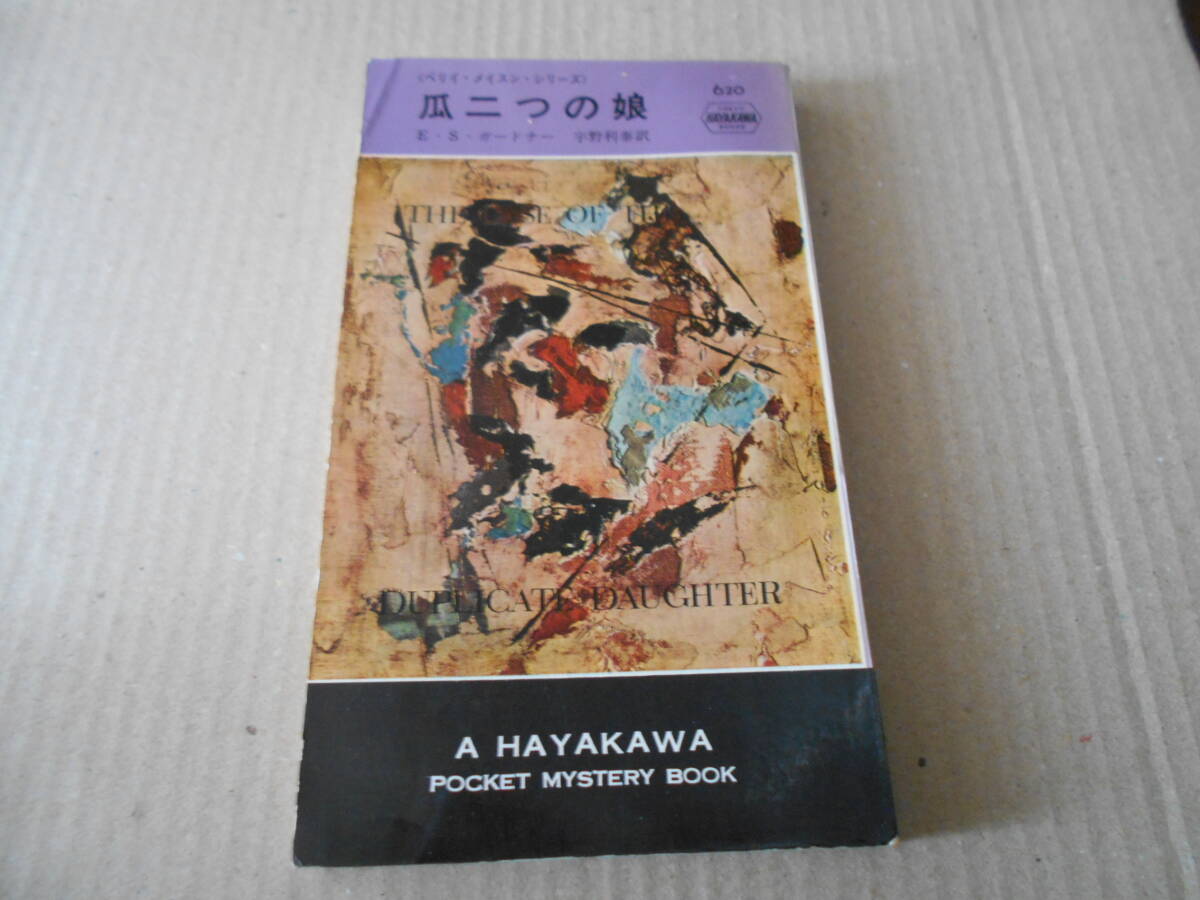 〈ペリイ・メイスン・シリーズ〉
620
瓜二つの娘
HAYAKAWA
E・S・ガードナー 宇野利泰訳
THE CASE OF THE
DUPLICATE DAUGHTER
A HAYAKAWA
POCKET MYSTERY BOOK